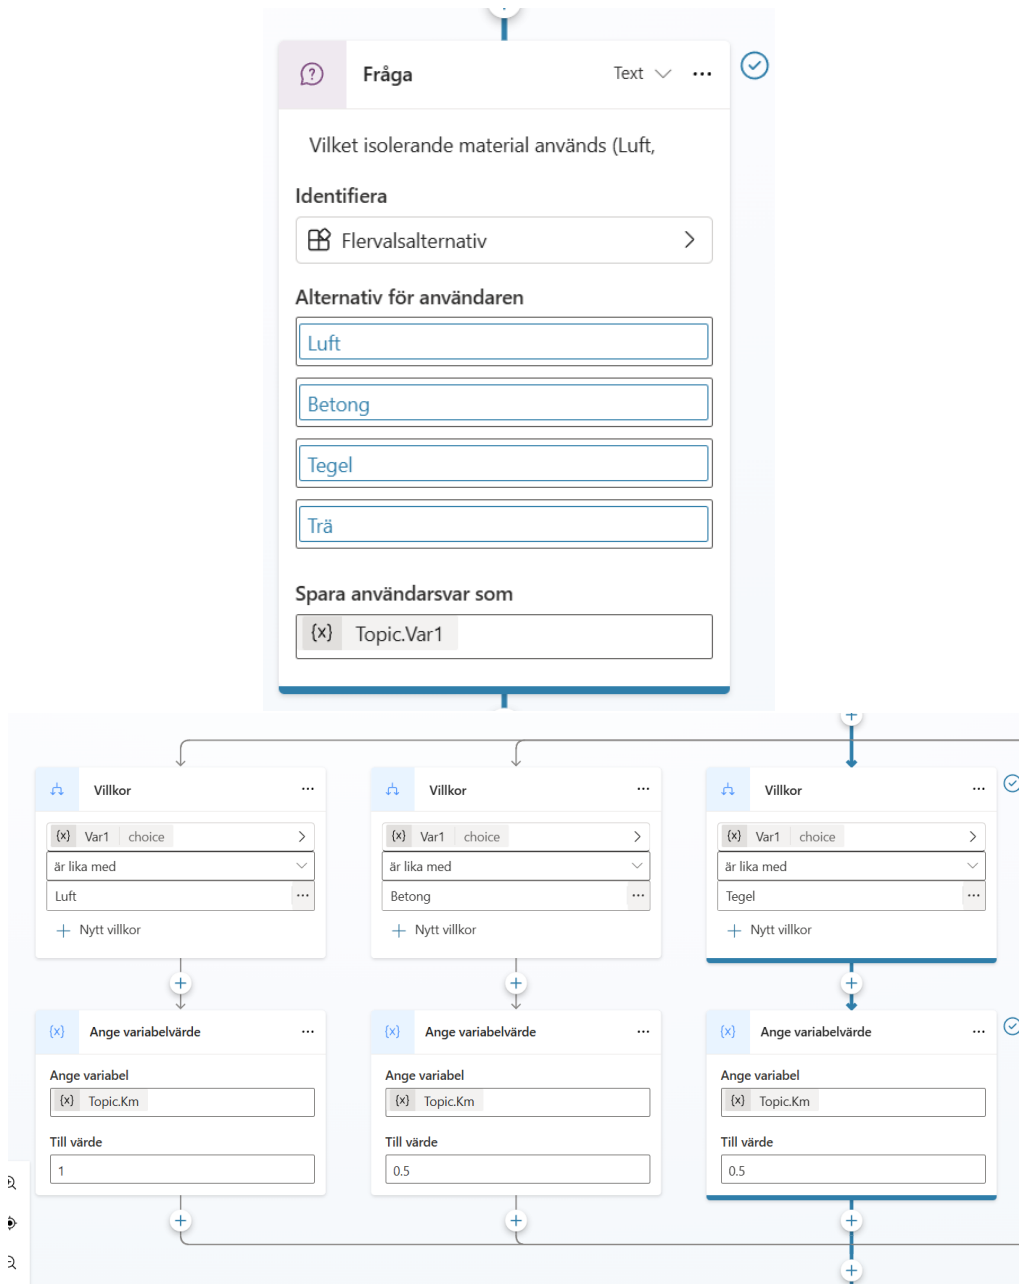 Fråga
Text
Vilket isolerande material används (Luft,
Identifiera
Flervalsalternativ
Alternativ för användaren
Luft
Betong
Tegel
Trä
Spara användarsvar som
{x} Topic.Var1
Villkor
{x} Var1 choice
är lika med
Luft
Nytt villkor
Ange variabelvärde
Ange variabel
{x} Topic.Km
Till värde
1
Villkor
{x} Var1 choice
är lika med
Betong
Nytt villkor
{x} Ange variabelvärde
Ange variabel
{x} Topic.Km
Till värde
0.5
Villkor
{x} Var1 choice
är lika med
Tegel
Nytt villkor
{x} Ange variabelvärde
Ange variabel
{x} Topic.Km
Till värde
0.5